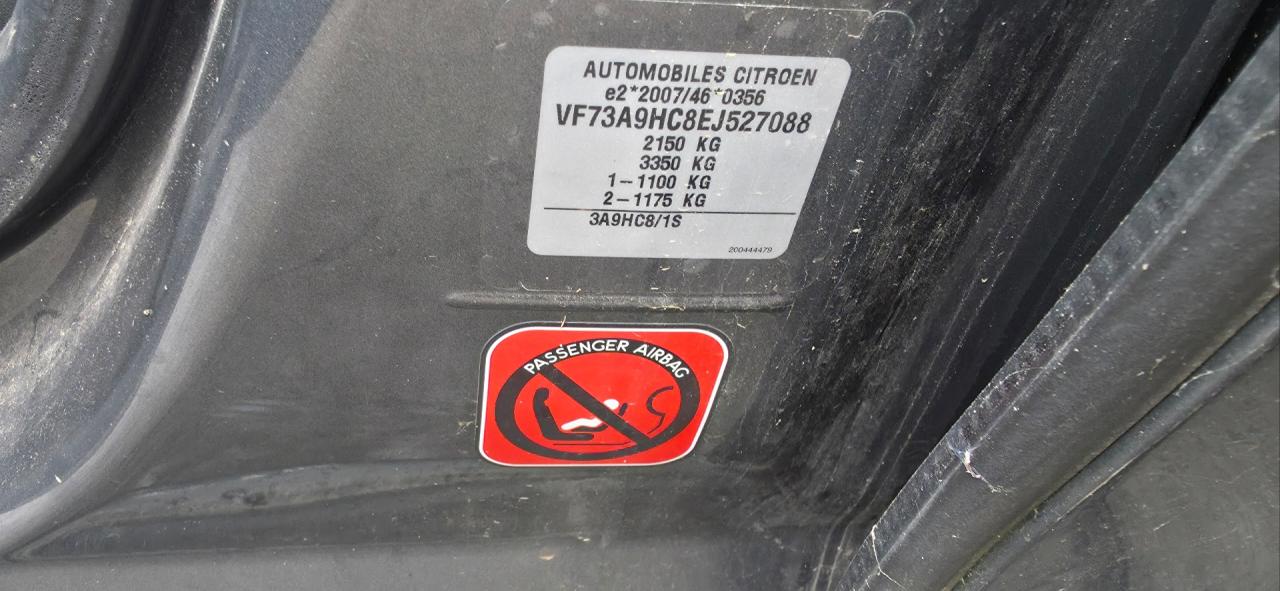 AUTOMOBILES CITROEN
e2*2007/46*0356
VF73A9HC8EJ527088
2150 KG
3350 KG
1-1100 KG
2-1175 KG
3A9HC8/1S
200444479
PASSENGER AIRBAG